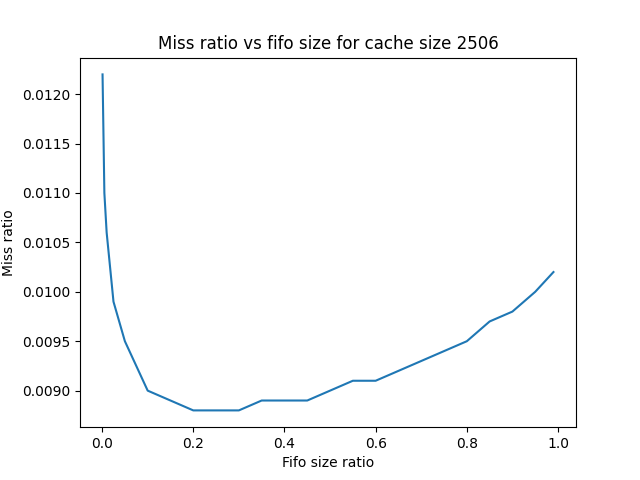 Miss ratio vs fifo size for cache size 2506
0.0120
0.0115
0.0110
0.0105
0.0100
0.0095
0.0090
Miss ratio
0.0 0.2 0.4 0.6 0.8 1.0
Fifo size ratio